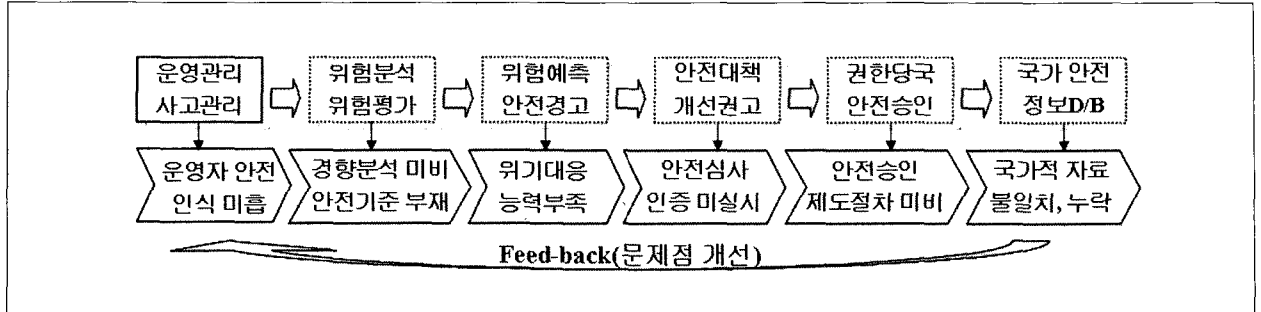 운영관리
사고관리
위험분석
위험평가
위험예측
안전경고
안전대책
개선권고
권한당국
안전승인
국가 안전
정보D/B
운영자 안전
인식 미흡
경향분석 미비
안전기준 부재
위기대응
능력부족
안전심사
인증 미실시
안전승인
제도절차 미비
국가적 자료
불일치, 누락
Feed-back(문제점 개선)